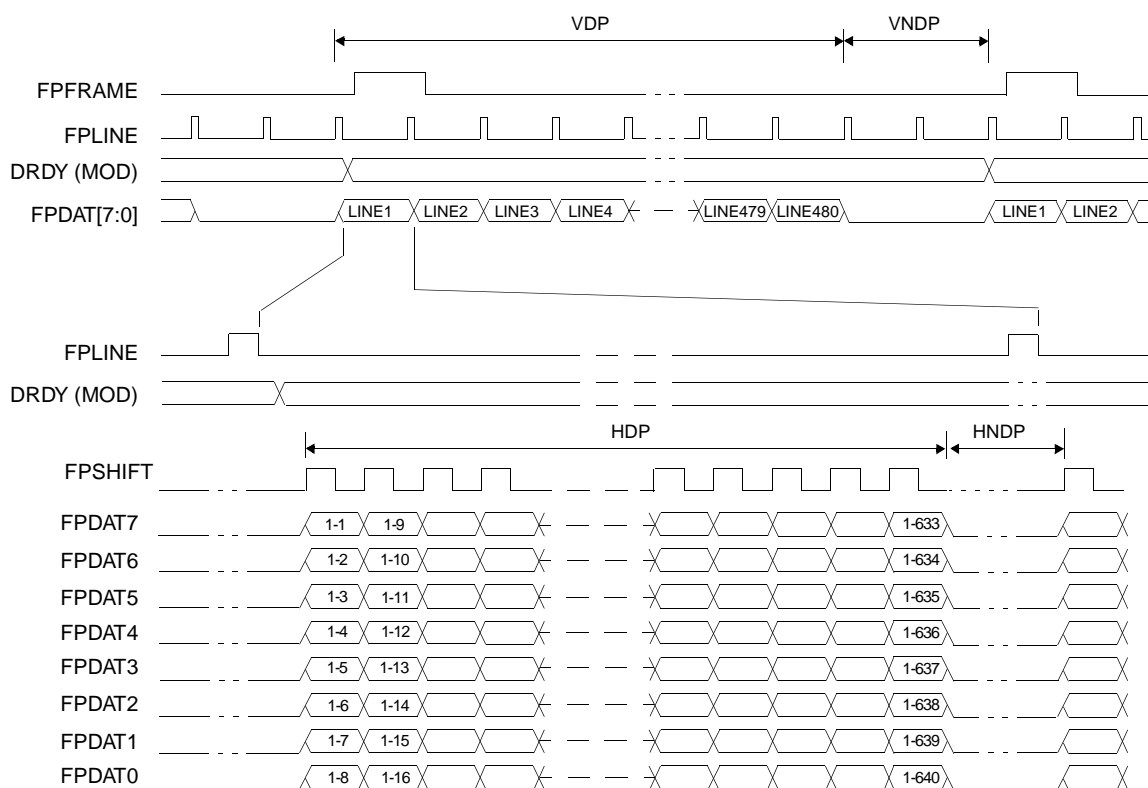 VDP VNDP
FPFRAME
FPLINE
DRDY (MOD)
FPDAT[7:0] LINE1 LINE2 LINE3 LINE4 LINE479 LINE480 LINE1 LINE2
FPLINE
DRDY (MOD)
HDP HNDP
FPSHIFT
FPDAT7 1-1 1-9 1-633
FPDAT6 1-2 1-10 1-634
FPDAT5 1-3 1-11 1-635
FPDAT4 1-4 1-12 1-636
FPDAT3 1-5 1-13 1-637
FPDAT2 1-6 1-14 1-638
FPDAT1 1-7 1-15 1-639
FPDAT0 1-8 1-16 1-640